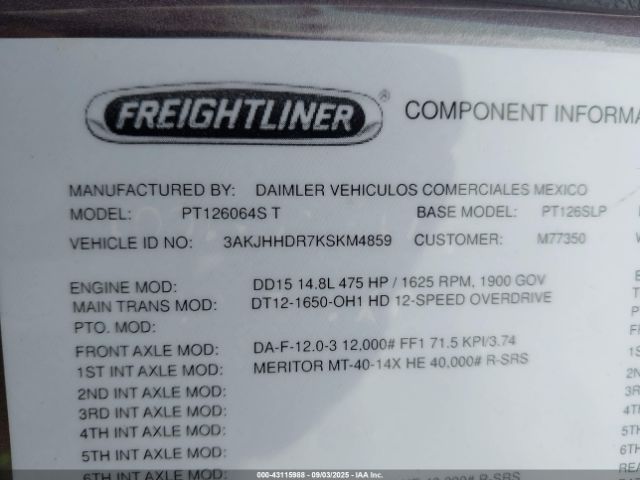 FREIGHTLINER ®
COMPONENT INFORMA
MANUFACTURED BY: DAIMLER VEHICULOS COMERCIALES MEXICO
MODEL: PT126064S T BASE MODEL: PT126SLP
VEHICLE ID NO: 3AKJHHDR7KSKM4859 CUSTOMER: M77350
ENGINE MOD: DD15 14.8L 475 HP / 1625 RPM, 1900 GOV
MAIN TRANS MOD: DT12-1650-OH1 HD 12-SPEED OVERDRIVE
PTO. MOD:
FRONT AXLE MOD: DA-F-12.0-3 12,000# FF1 71.5 KPI/3.74
1ST INT AXLE MOD: MERITOR MT-40-14X HE 40,000# R-SRS
2ND INT AXLE MOD:
3RD INT AXLE MOD:
4TH INT AXLE MOD:
5TH INT AXLE MOD:
6TH INT AXLE MOD:
000-43115988 - 09/03/2025 - IAA Inc.